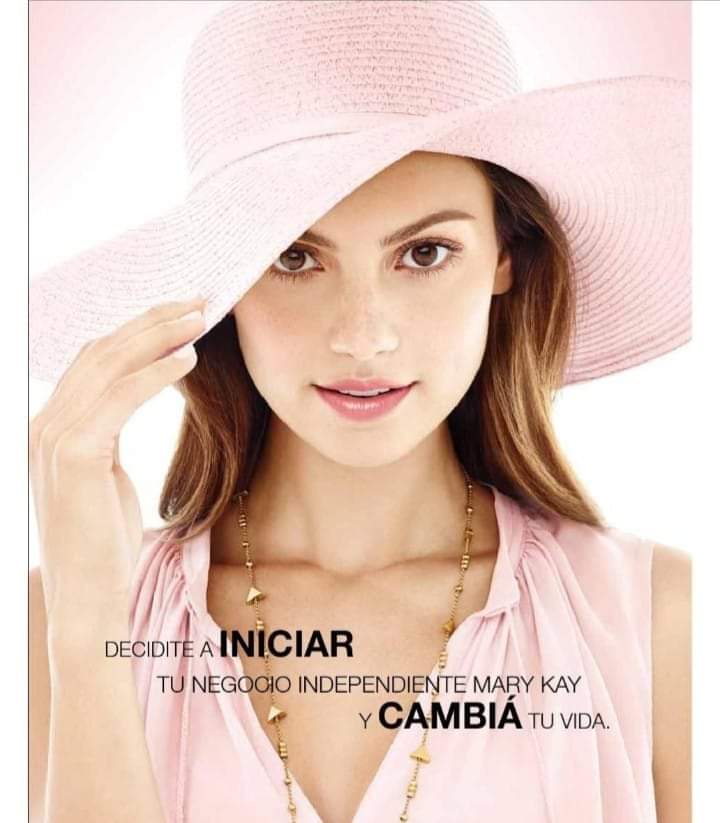 DECIDITE A INICIAR
TU NEGOCIO INDEPENDIENTE MARY KAY
Y CAMBIÁ TU VIDA.